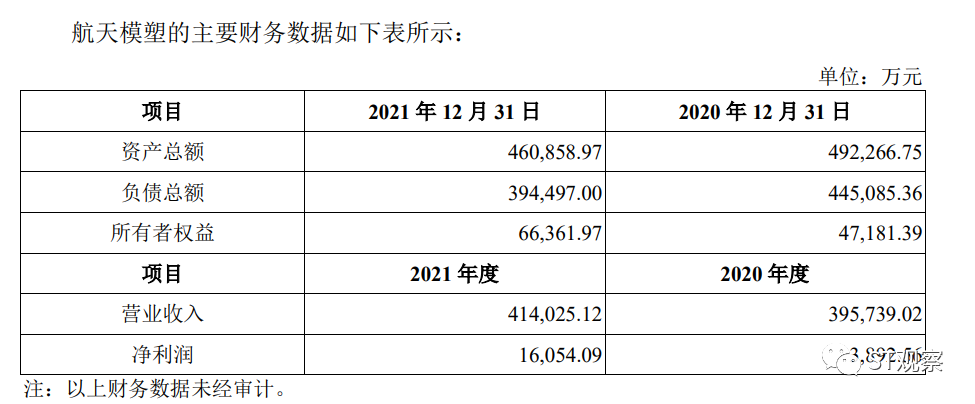 航天模塑的主要财务数据如下表所示：
单位：万元
项目 2021 年 12 月 31 日 2020 年 12 月 31 日
资产总额 460,858.97 492,266.75
负债总额 394,497.00 445,085.36
所有者权益 66,361.97 47,181.39
项目 2021 年度 2020 年度
营业收入 414,025.12 395,739.02
净利润 16,054.09 3,892.56
ST观察
注：以上财务数据未经审计。